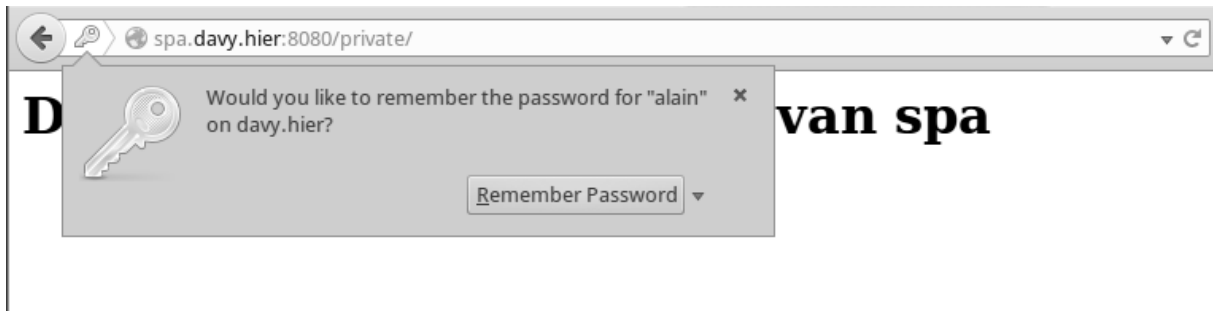 spa.davy.hier:8080/private/
Would you like to remember the password for "alain"
on davy.hier?
Remember Password
D
van spa